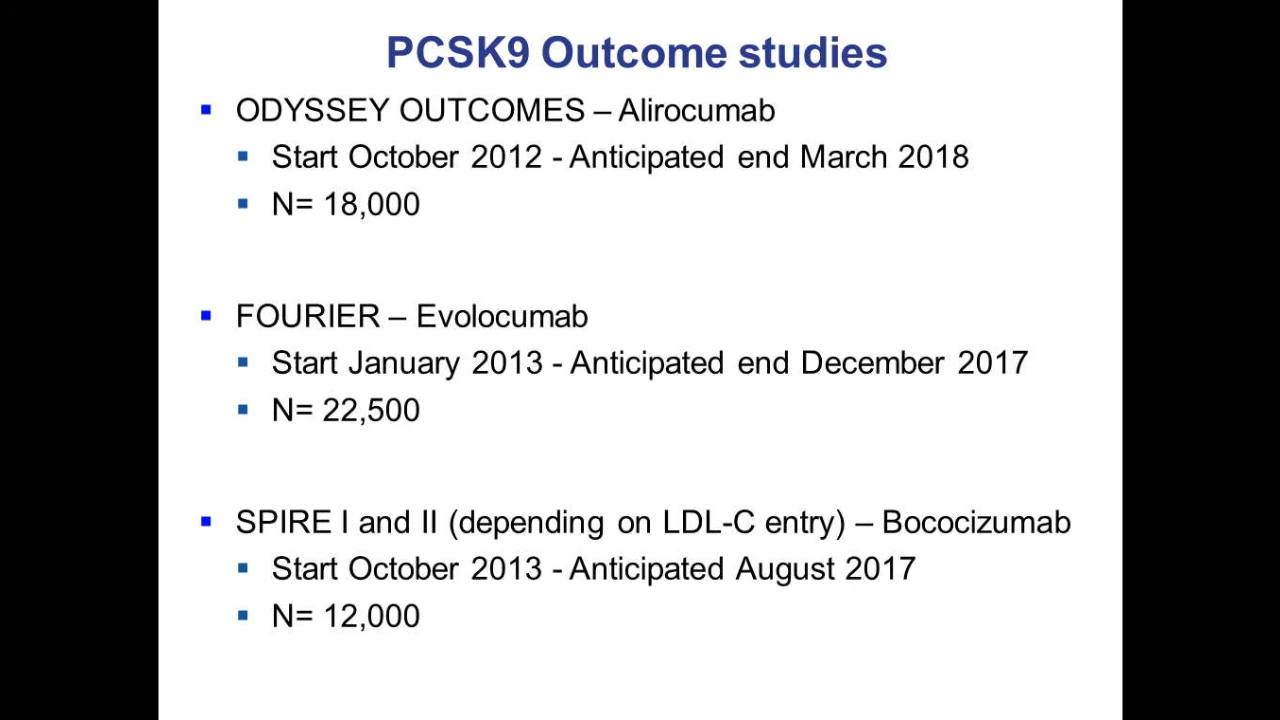 PCSK9 Outcome studies
ODYSSEY OUTCOMES – Alirocumab
Start October 2012 - Anticipated end March 2018
N= 18,000
FOURIER – Evolocumab
Start January 2013 - Anticipated end December 2017
N= 22,500
SPIRE I and II (depending on LDL-C entry) – Bococizumab
Start October 2013 - Anticipated August 2017
N= 12,000